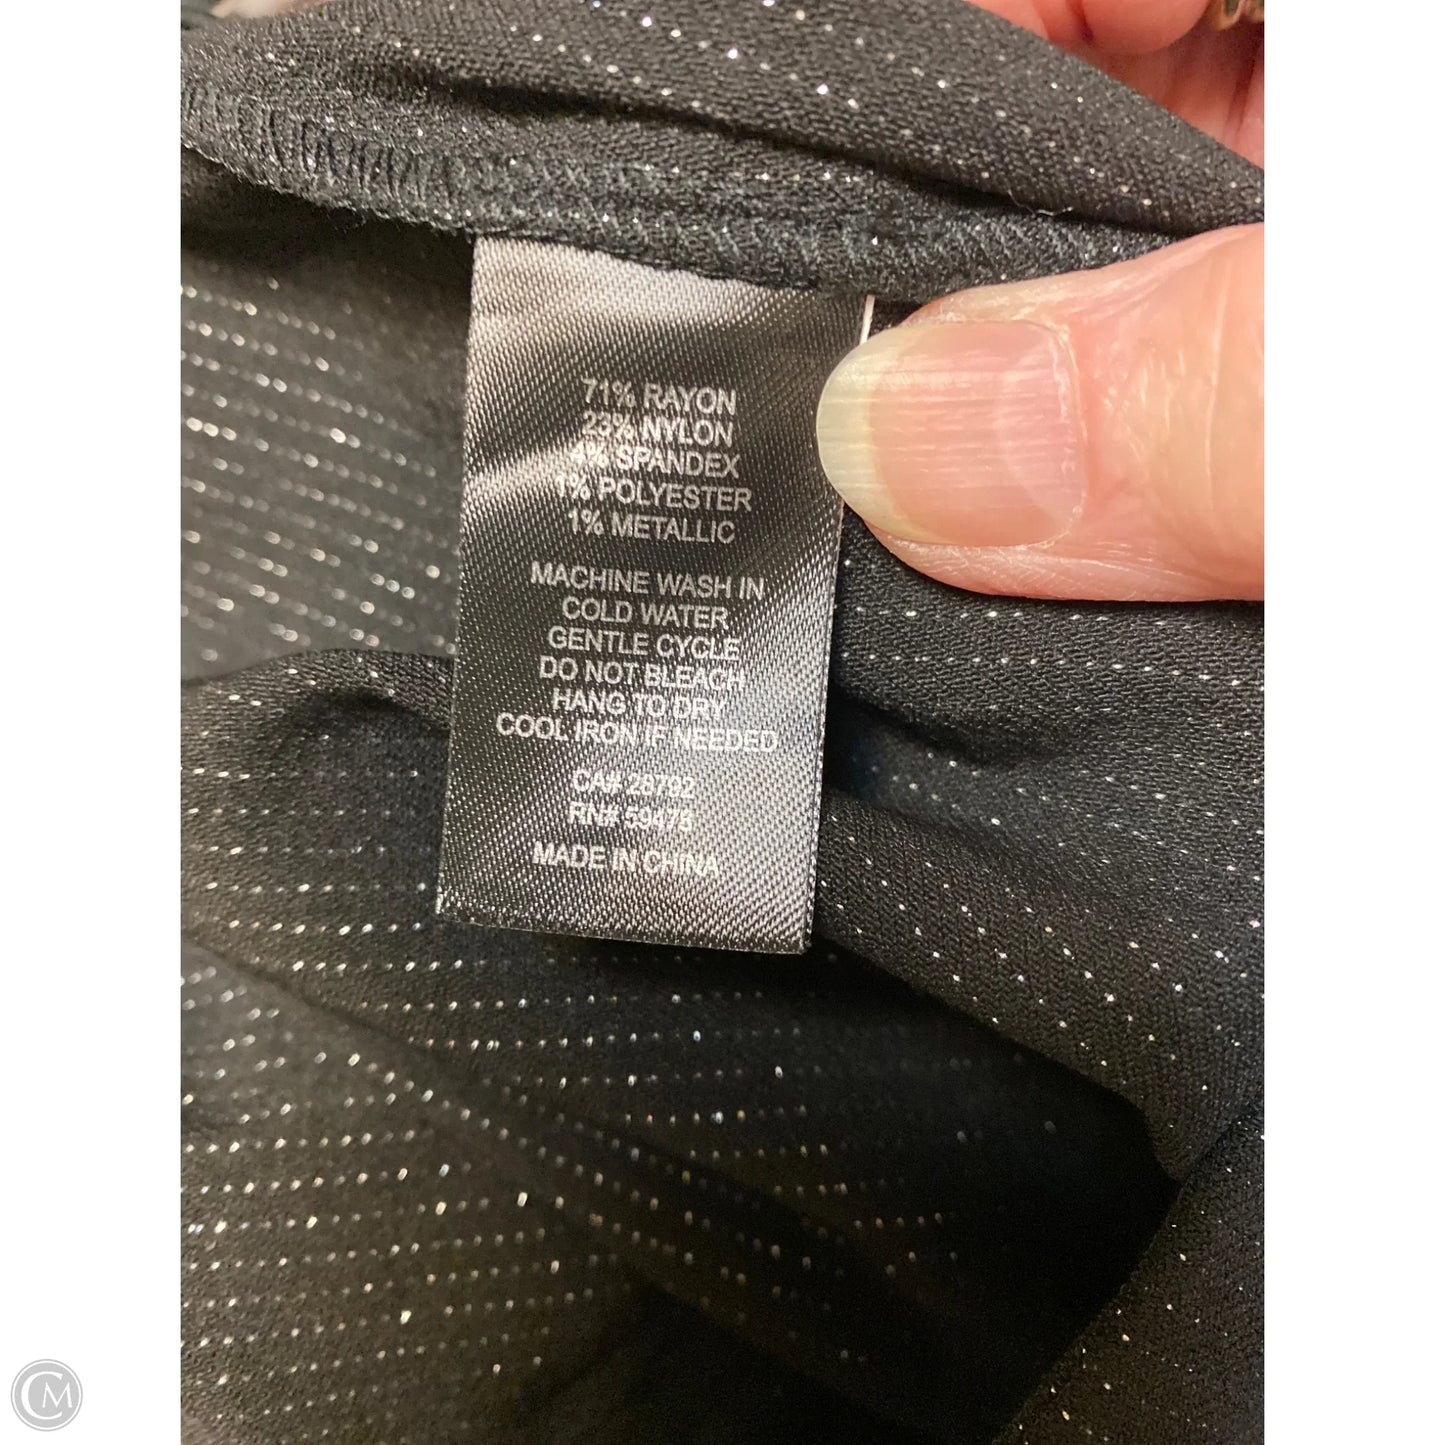 71% RAYON
23% NYLON
4% SPANDEX
1% POLYESTER
1% METALLIC
MACHINE WASH IN
COLD WATER
GENTLE CYCLE
DO NOT BLEACH
HANG TO DRY
COOL IRON IF NEEDED
CA# 28792
RN# 59475
MADE IN CHINA
CM